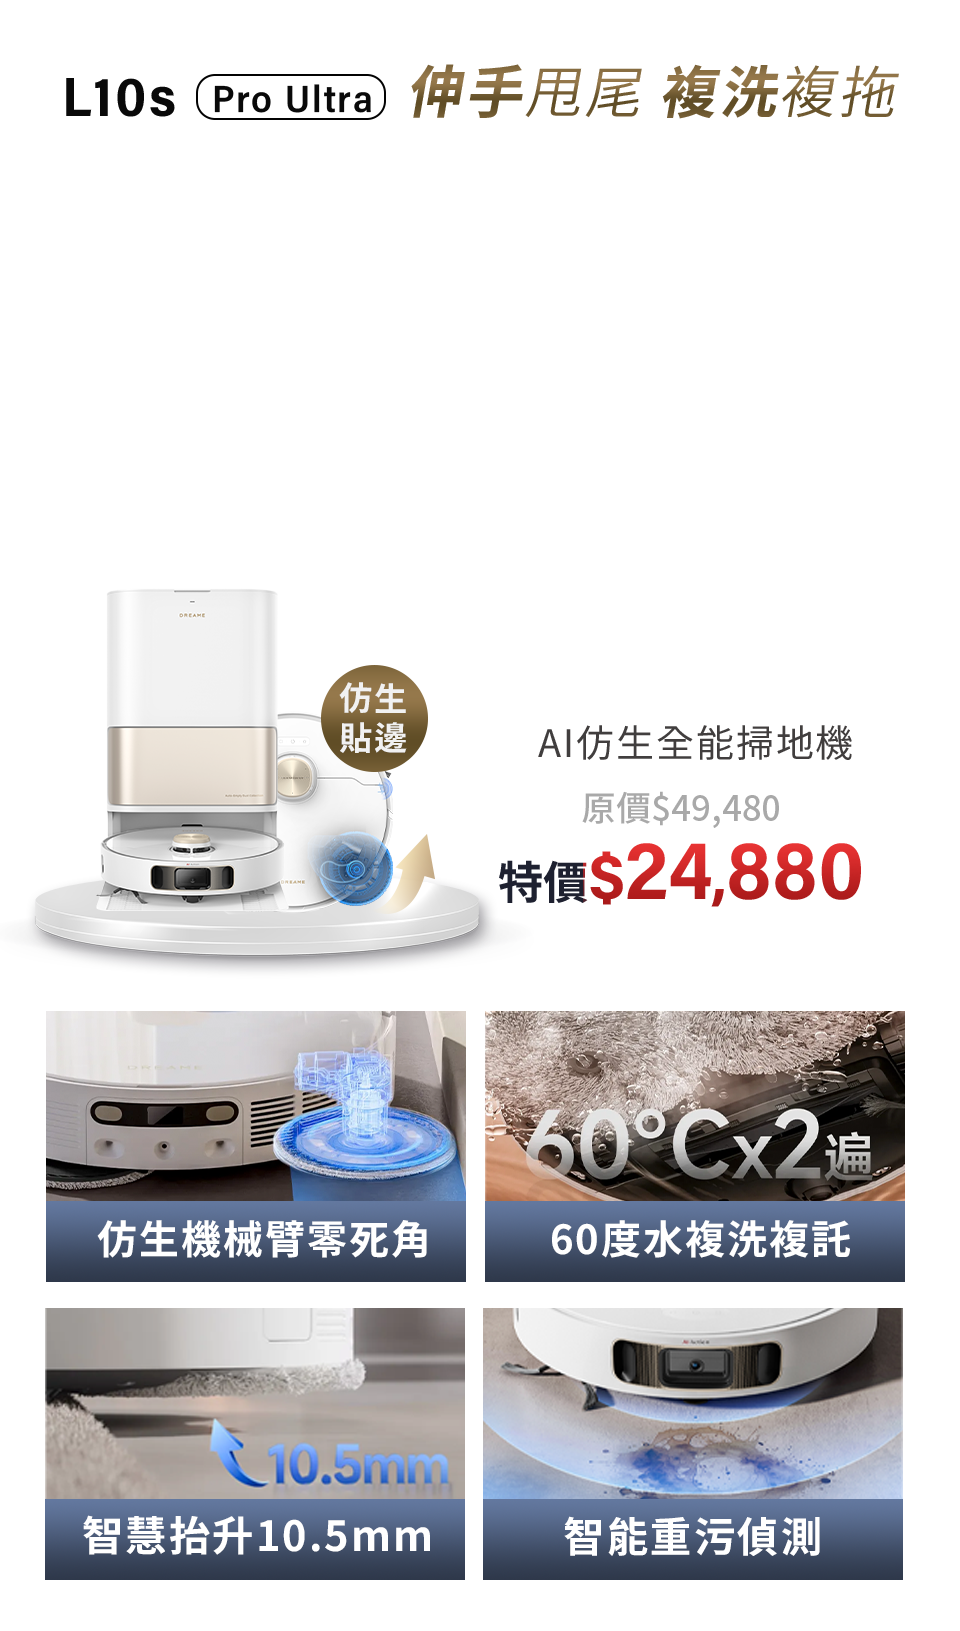 L10s Pro Ultra 伸手甩尾 複洗複拖
DREAME
仿生
貼邊
AI仿生全能掃地機
原價$49,480
特價$24,880
DREAME
DREAME
仿生機械臂零死角
60°Cx2遍
60度水複洗複託
10.5mm
智慧抬升10.5mm
智能重污偵測